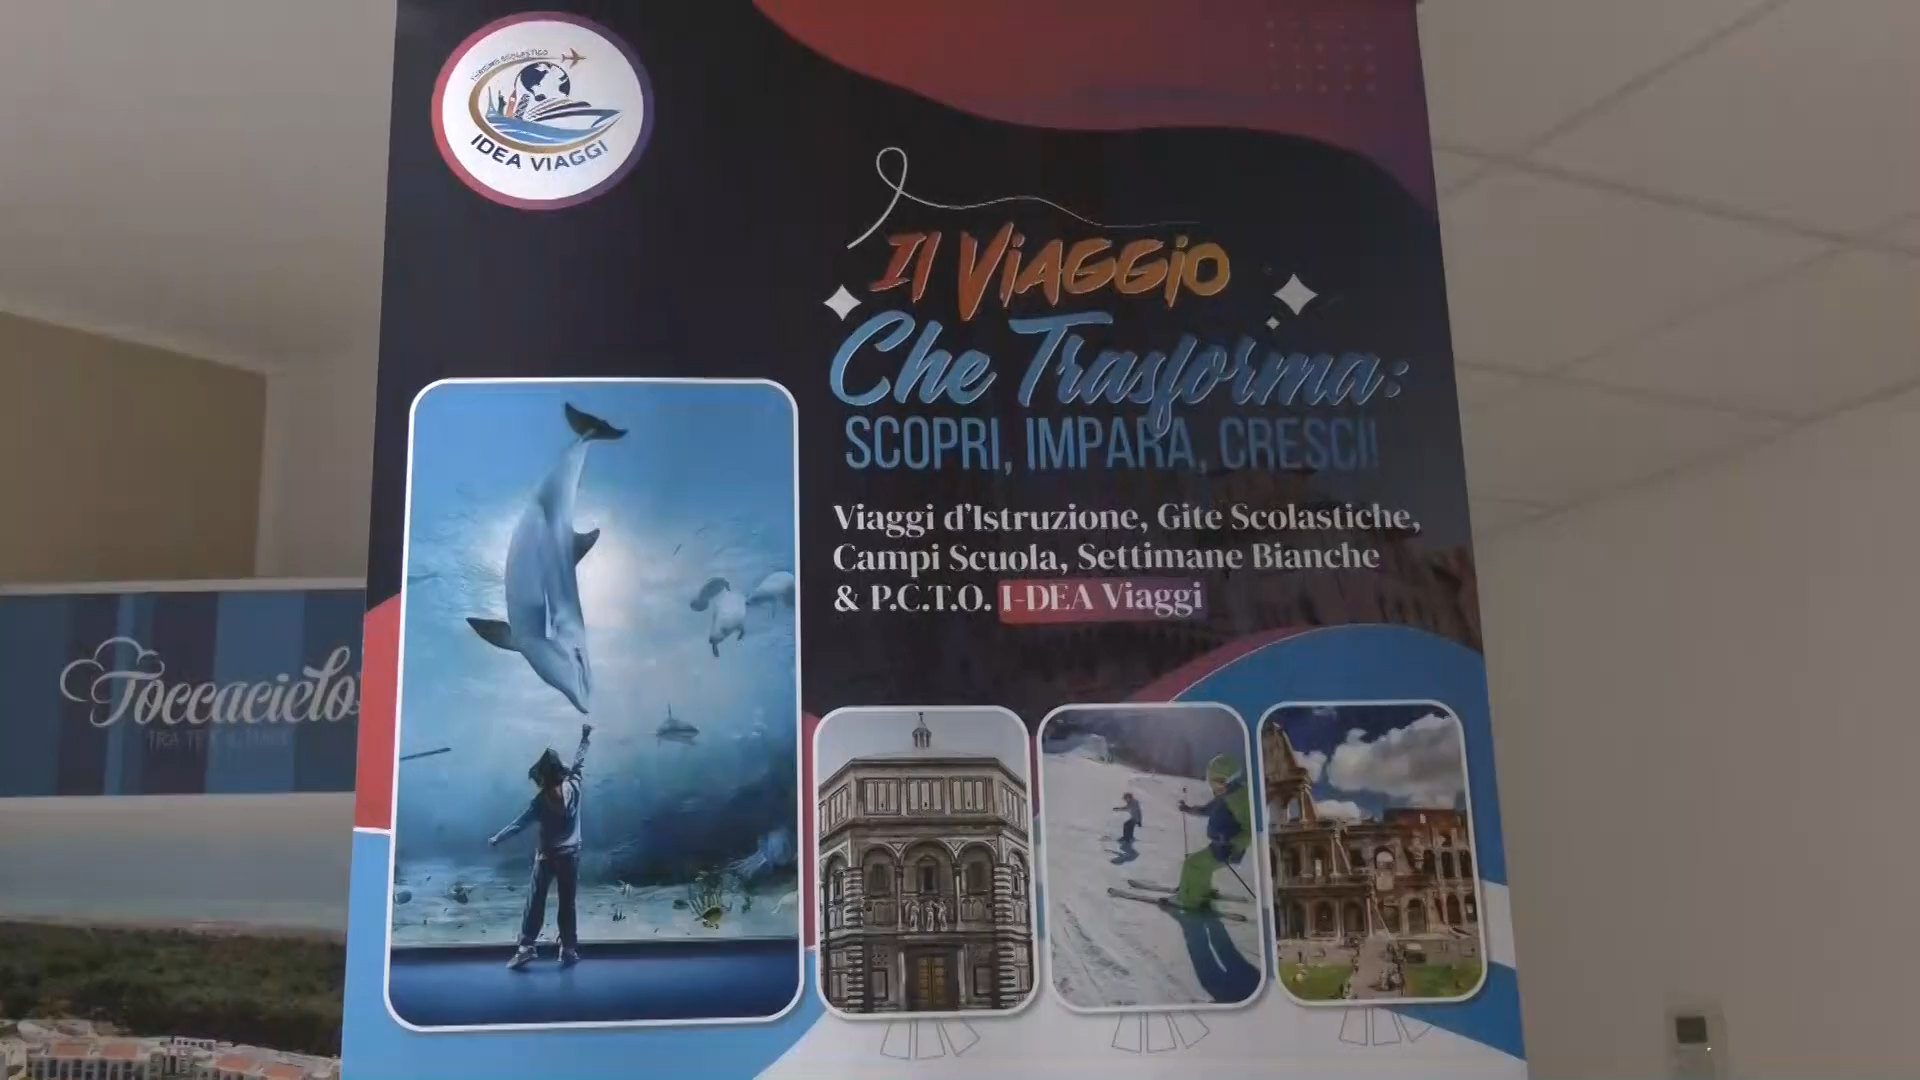 TURISMO SCOLASTICO
IDEA VIAGGI
Il Viaggio
Che Trasforma:
SCOPRI, IMPARA, CRESCI!
Viaggi d'Istruzione, Gite Scolastiche,
Campi Scuola, Settimane Bianche
& P.C.T.O. I-DEA Viaggi
Toccacielo
TRA TE E IL MARE